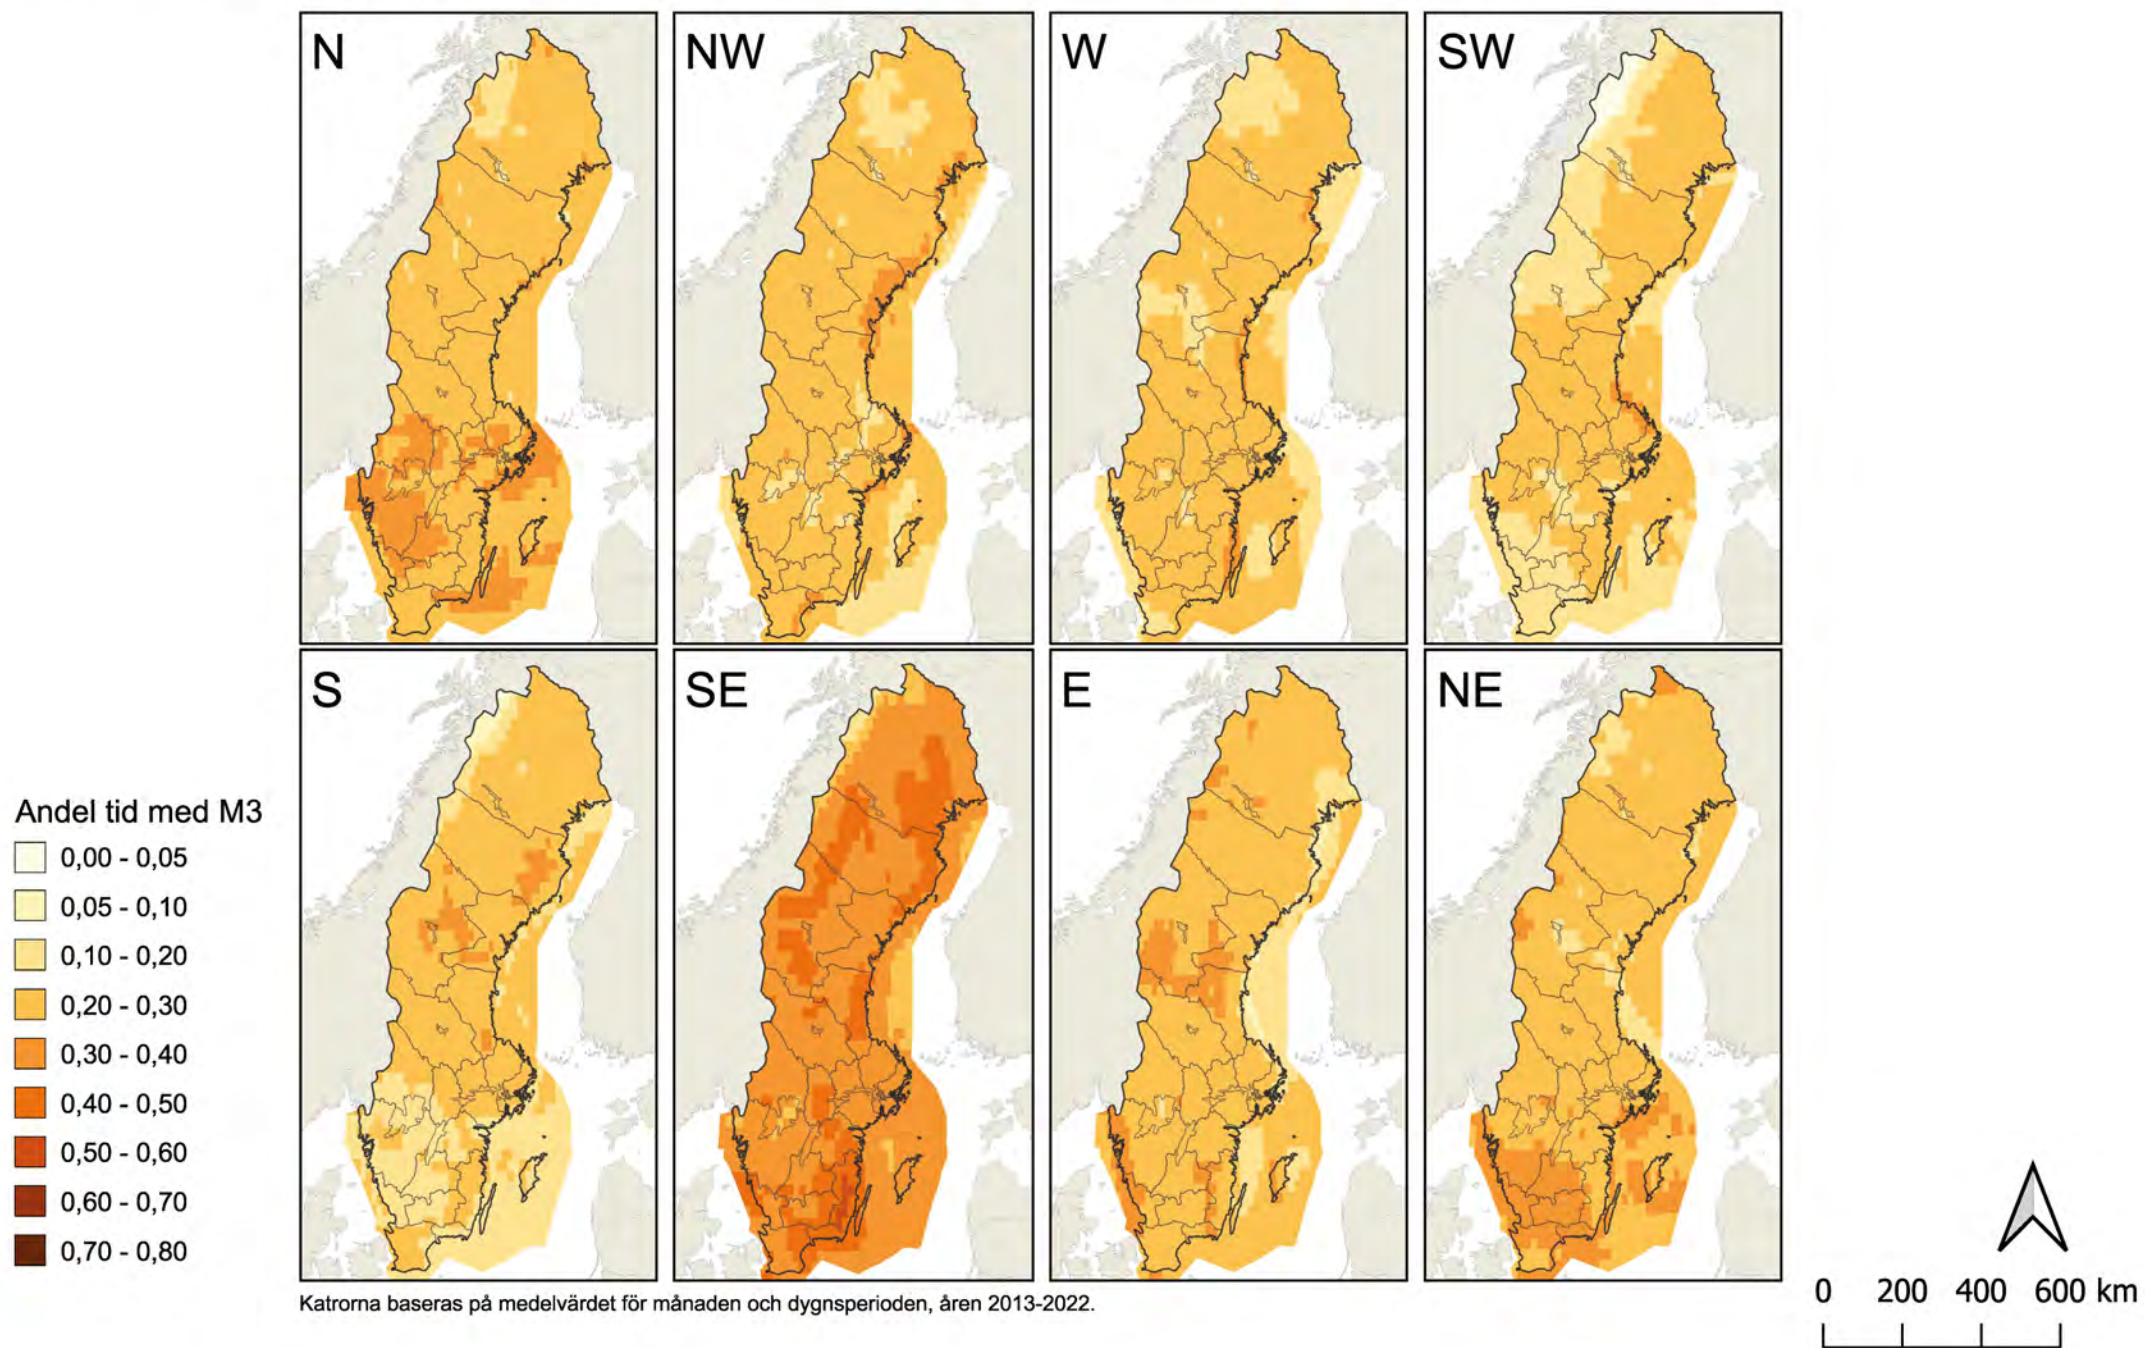 N
NW
W
SW
S
SE
E
NE
Andel tid med M3
0,00 - 0,05
0,05 - 0,10
0,10 - 0,20
0,20 - 0,30
0,30 - 0,40
0,40 - 0,50
0,50 - 0,60
0,60 - 0,70
0,70 - 0,80
Katrorna baseras på medelvärdet för månaden och dygnsperioden, åren 2013-2022.
0 200 400 600 km